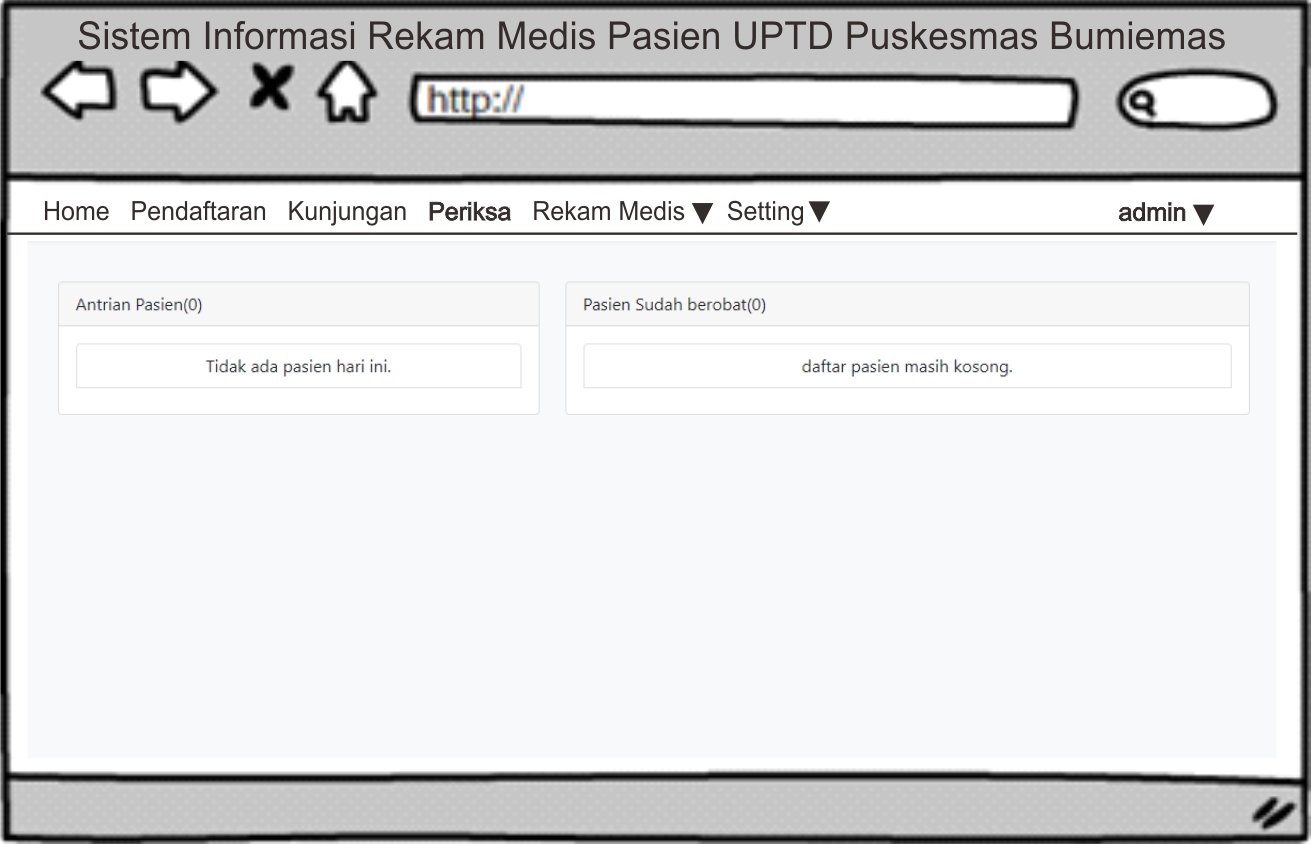 Sistem Informasi Rekam Medis Pasien UPTD Puskesmas Bumiemas
http://
Home Pendaftaran Kunjungan Periksa Rekam Medis ▼ Setting ▼ admin ▼
Antrian Pasien(0)
Tidak ada pasien hari ini.
Pasien Sudah berobat(0)
daftar pasien masih kosong.